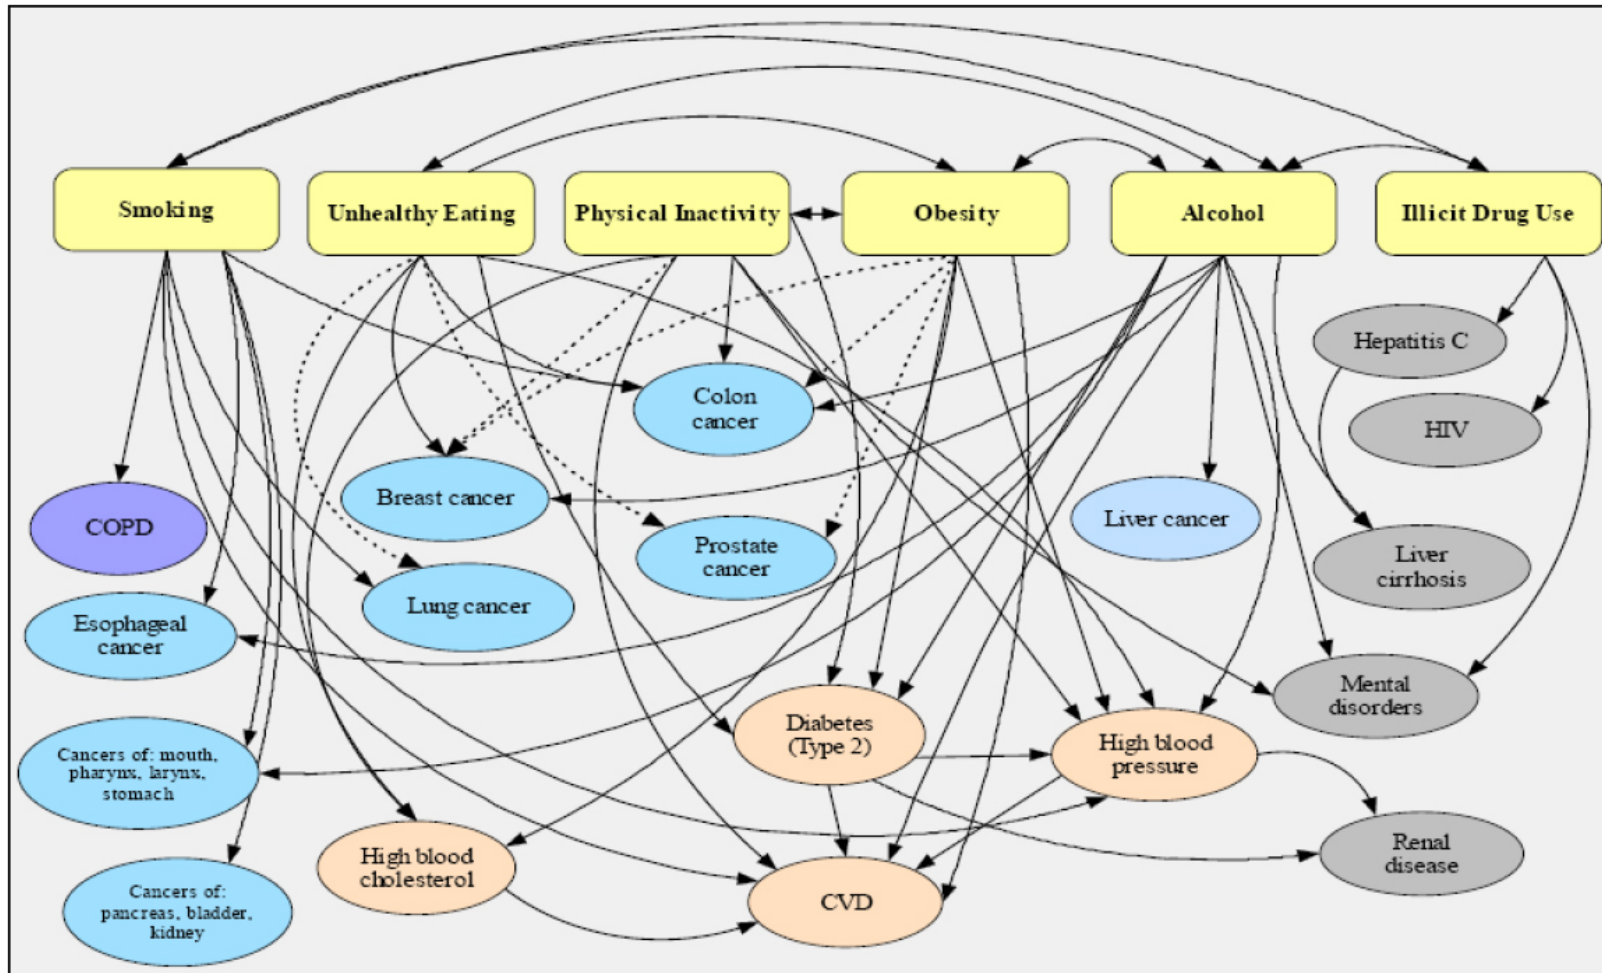 Smoking
Unhealthy Eating
Physical Inactivity
Obesity
Alcohol
Illicit Drug Use
Hepatitis C
HIV
Colon
cancer
Breast cancer
COPD
Liver cancer
Prostate
cancer
Liver
cirrhosis
Lung cancer
Esophageal
cancer
Mental
disorders
Diabetes
(Type 2)
High blood
pressure
Cancers of: mouth,
pharynx, larynx,
stomach
High blood
cholesterol
Renal
disease
CVD
Cancers of:
pancreas, bladder,
kidney